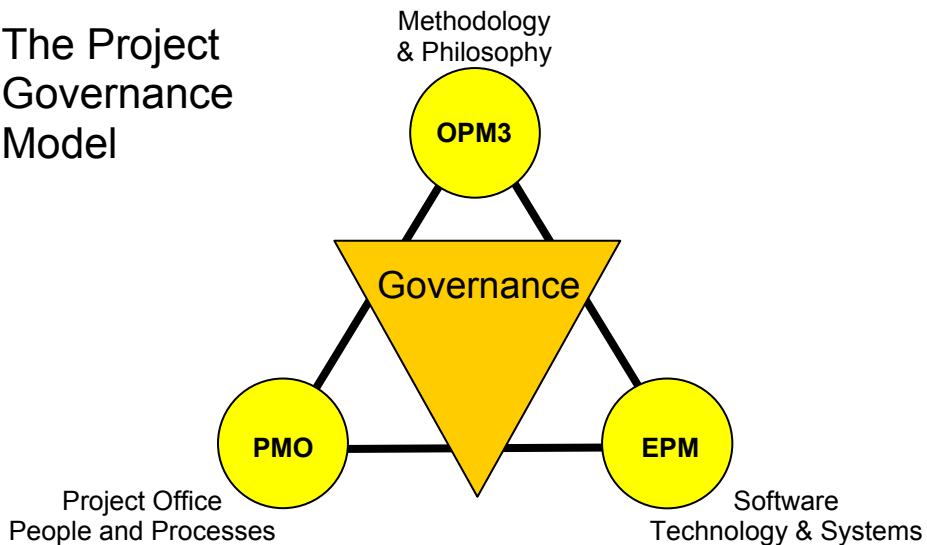 The Project
Governance
Model
Methodology
& Philosophy
OPM3
Governance
PMO
EPM
Project Office
People and Processes
Software
Technology & Systems